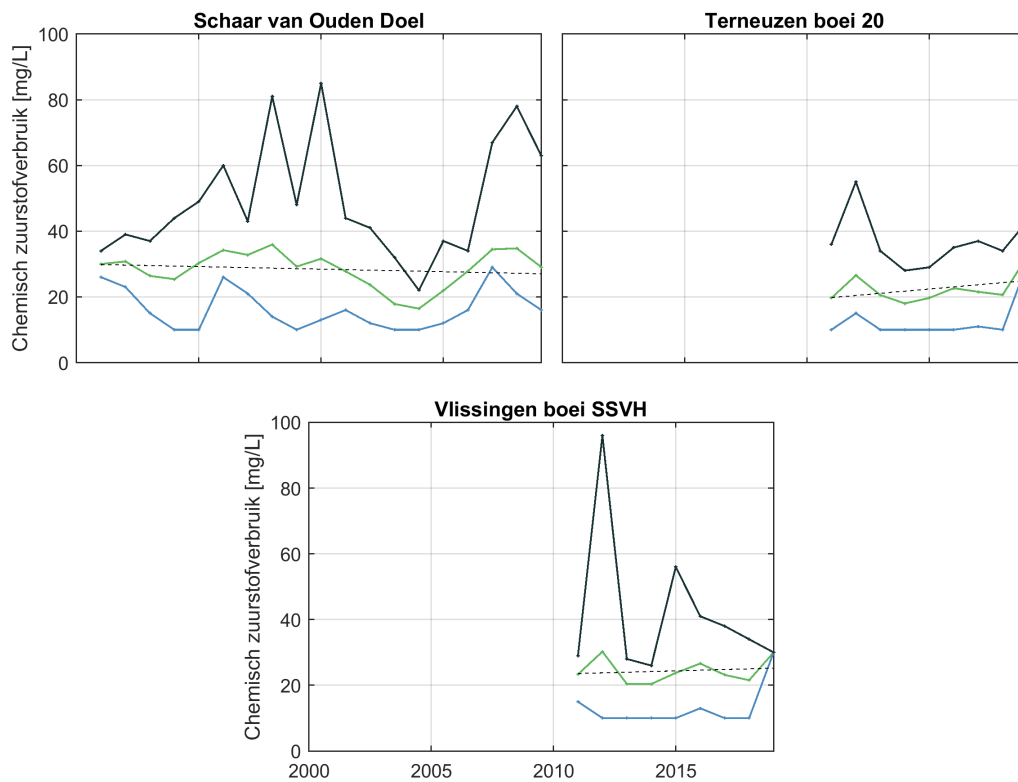 Schaar van Ouden Doel
Terneuzen boei 20
Chemisch zuurstofverbruik [mg/L]
100
80
60
40
20
0
Vlissingen boei SSVH
Chemisch zuurstofverbruik [mg/L]
100
80
60
40
20
0
2000 2005 2010 2015